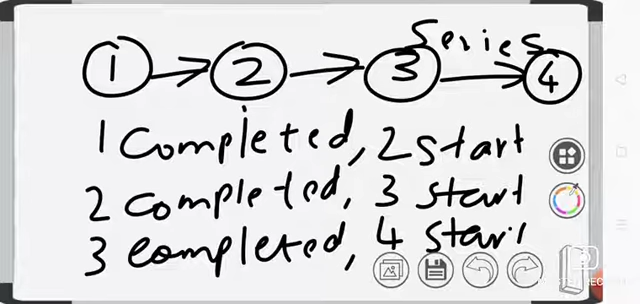 Series
1 2 3 4
1 Completed, 2 start
2 completed, 3 start
3 completed, 4 start